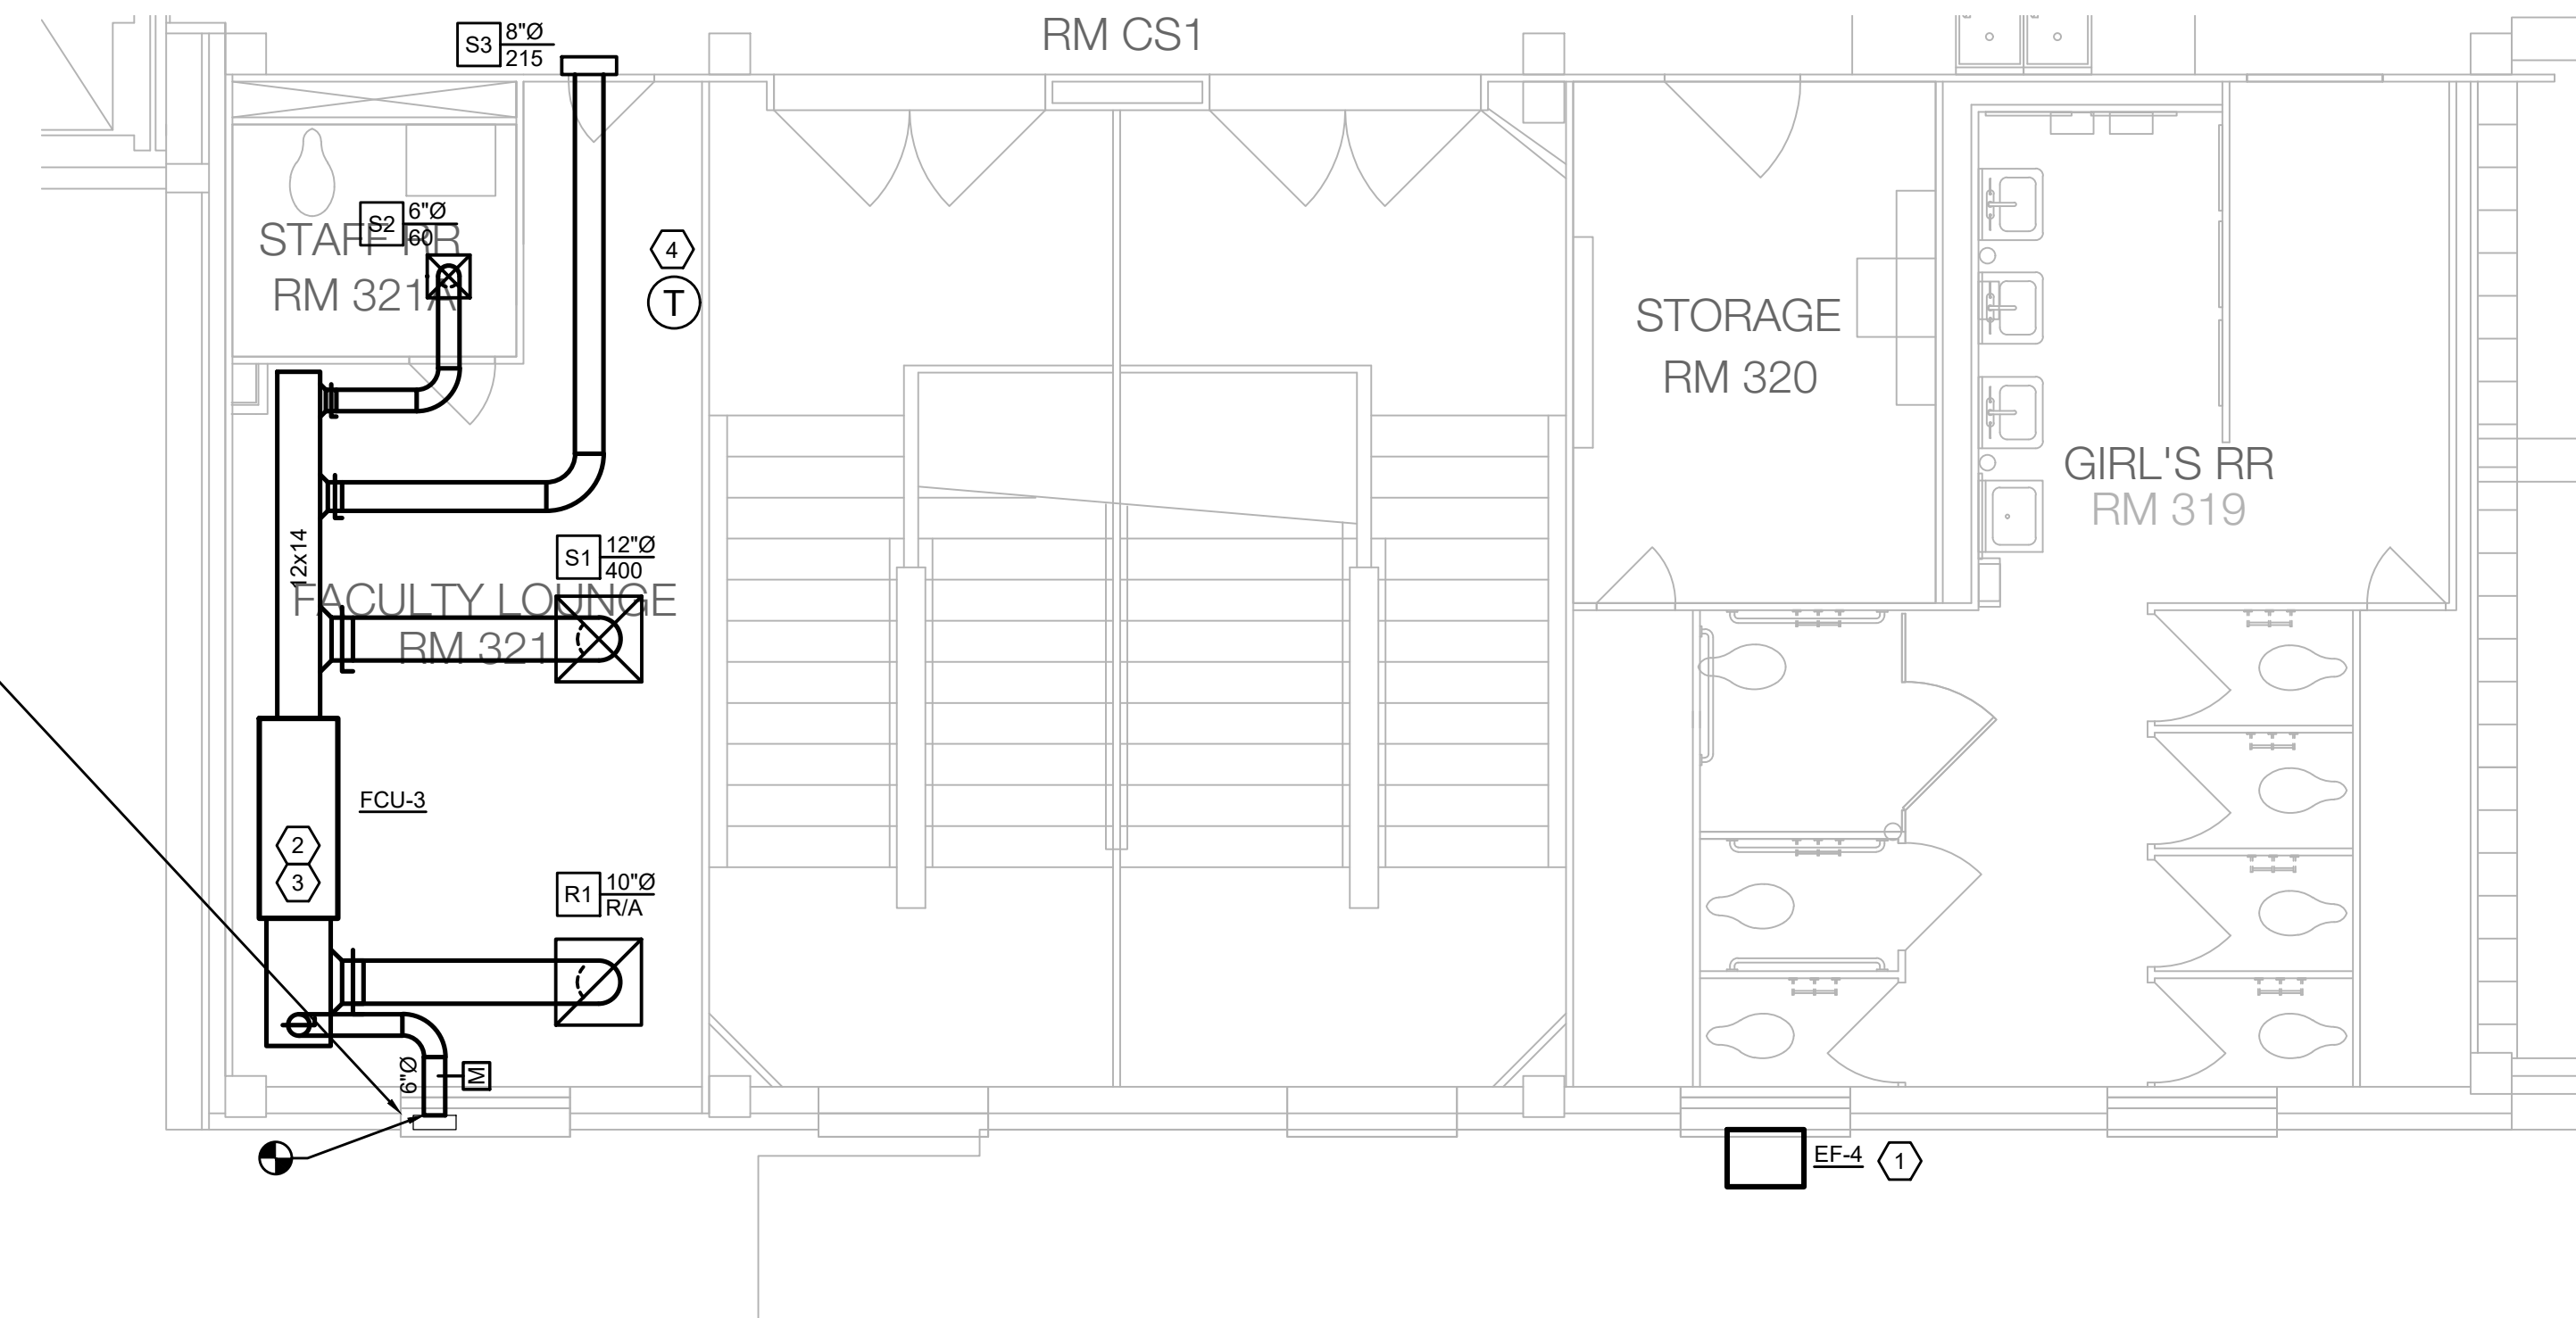 RM CS1
S3 8"Ø
215
S2 6"Ø
60
STAFF RR
RM 321A
4
T
STORAGE
RM 320
GIRL'S RR
RM 319
12x14
S1 12"Ø
400
FACULTY LOUNGE
RM 321
FCU-3
2
3
R1 10"Ø
R/A
6"Ø
M
EF-4 1